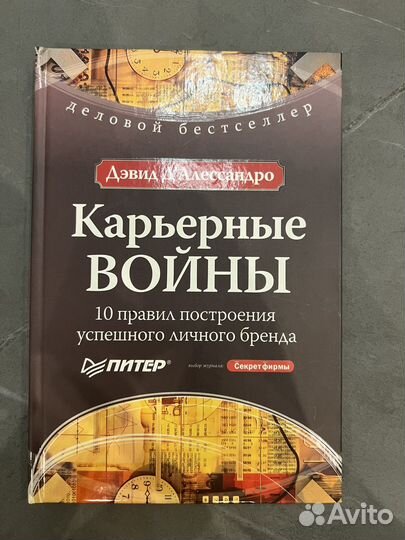 деловой бестселлер
Дэвид Д'Алессандро
Карьерные
ВОЙНЫ
10 правил построения
успешного личного бренда
ПИТЕР®
выбор журнала: Секрет фирмы
Avito